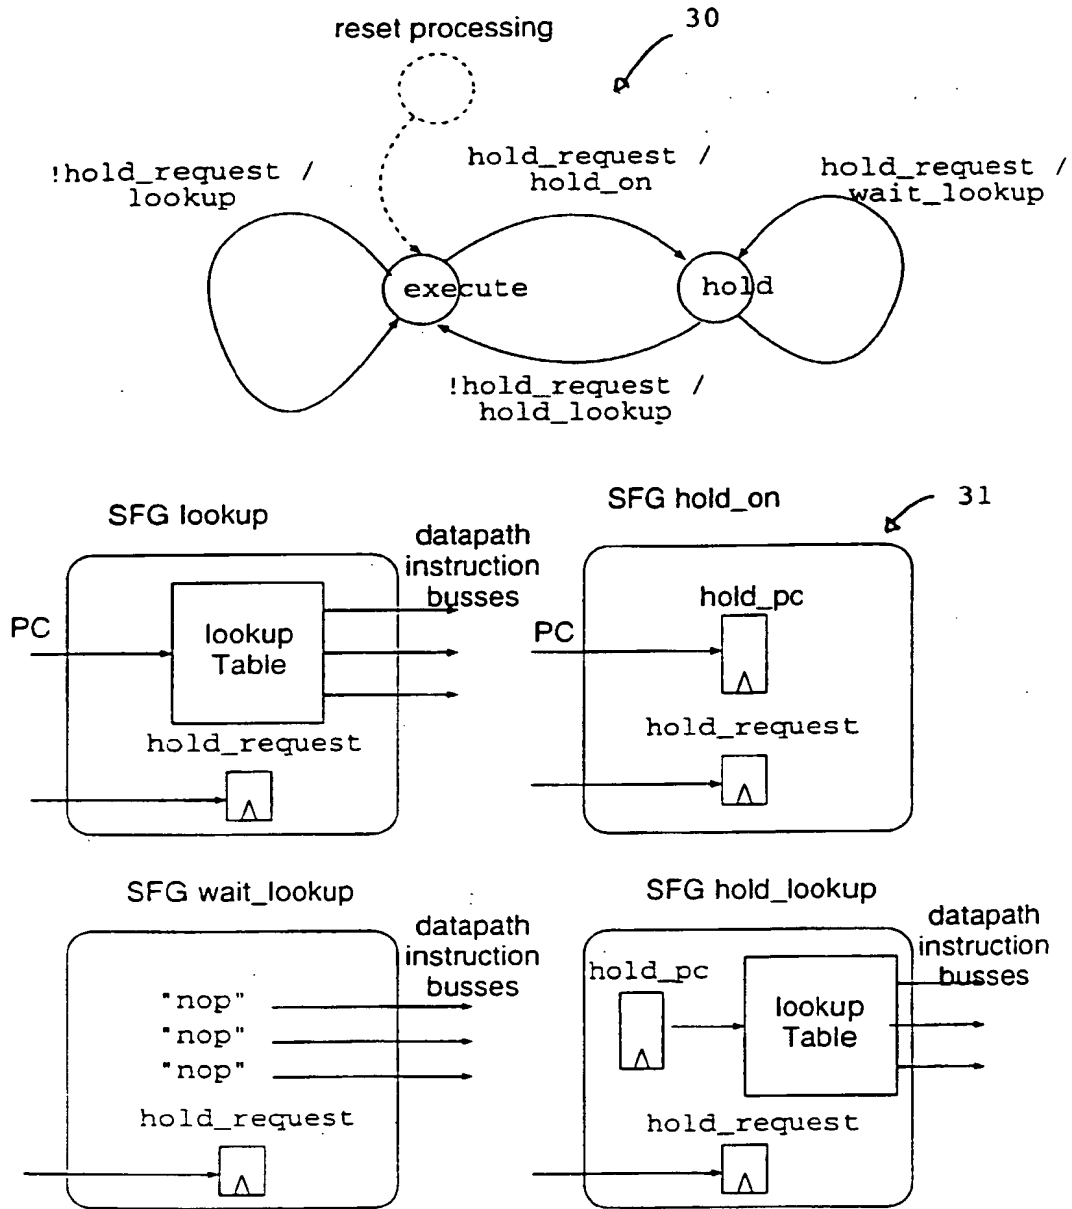 reset processing
30
!hold_request /
lookup
hold_request /
hold_on
hold_request /
wait_lookup
execute
hold
!hold_request /
hold_lookup
SFG lookup
datapath
instruction
busses
PC
lookup
Table
hold_request
SFG hold_on
31
hold_pc
PC
hold_request
SFG wait_lookup
datapath
instruction
busses
"nop"
"nop"
"nop"
hold_request
SFG hold_lookup
datapath
instruction
busses
hold_pc
lookup
Table
hold_request